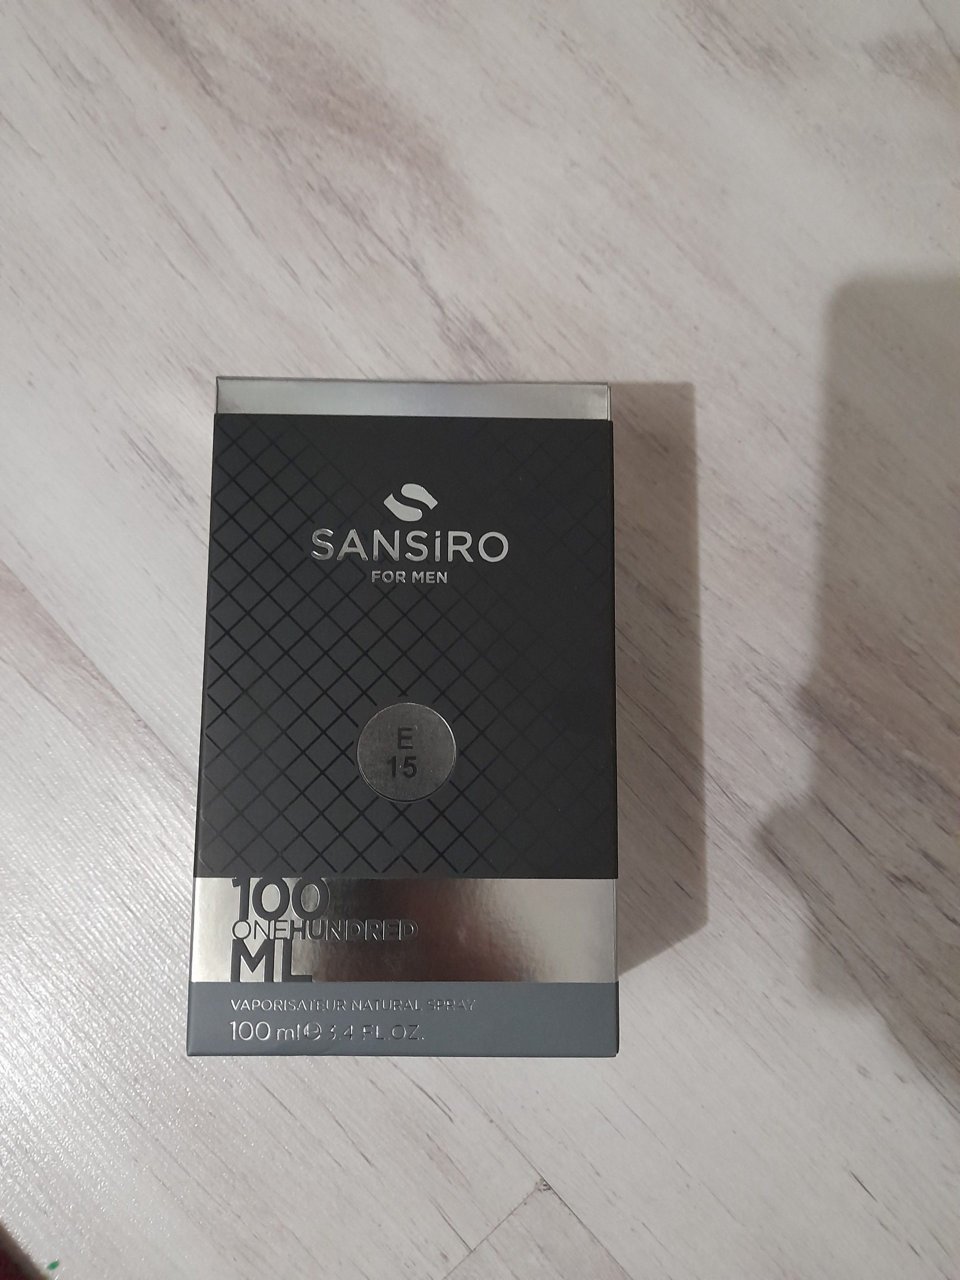 SANSiRO
FOR MEN
E
15
100
ONEHUNDRED
ML
VAPORISATEUR NATURAL SPRAY
100 ml ℮ 3.4 FL.OZ.